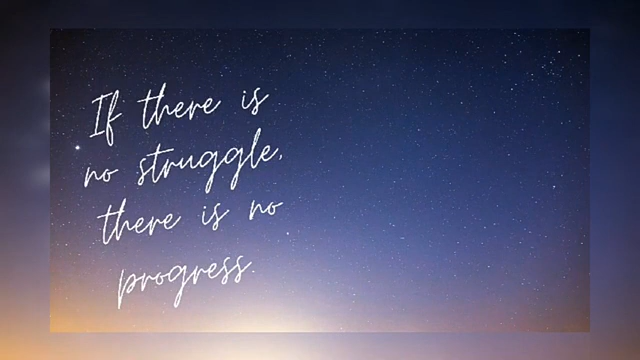 If there is
no struggle,
there is no
progress.